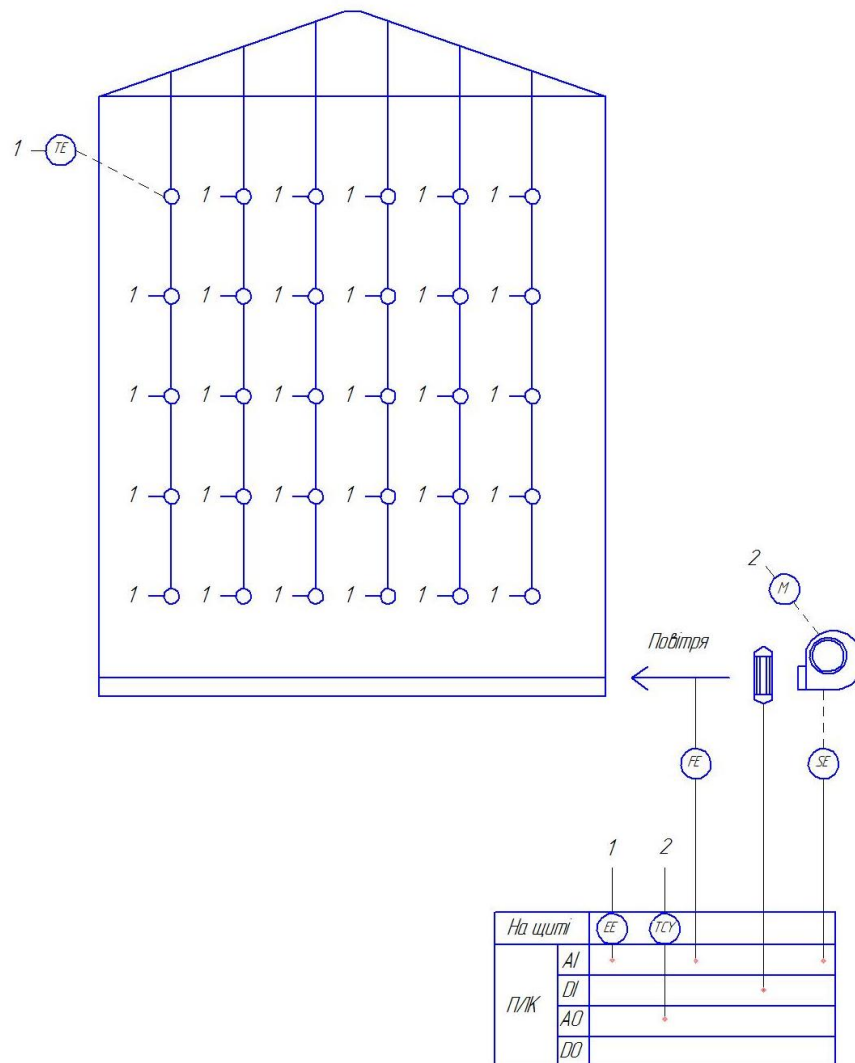 1 TE
1 1 1 1 1
1 1 1 1 1 1
1 1 1 1 1 1
1 1 1 1 1 1
1 1 1 1 1 1
2 M
Повітря
FE SE
1 2
На щиті EE TCY
ПЛК
AI
DI
AO
DO